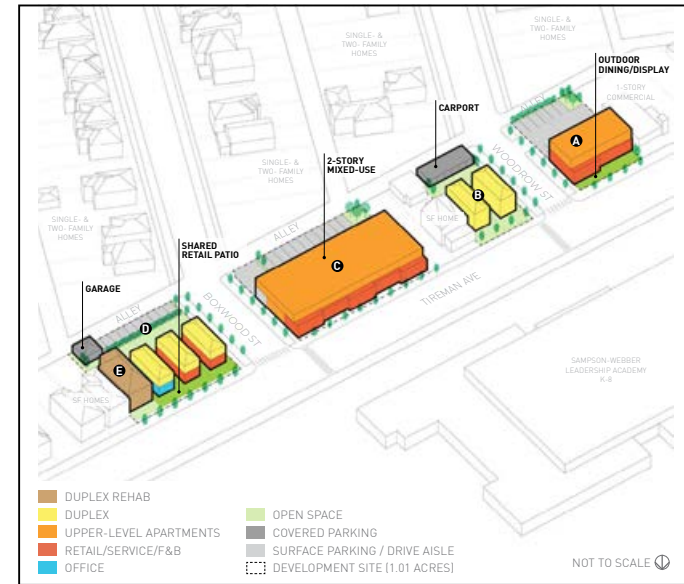 SINGLE- &
TWO- FAMILY
HOMES
SINGLE- &
TWO- FAMILY
HOMES
OUTDOOR
DINING/DISPLAY
1-STORY
COMMERCIAL
ALLEY
CARPORT
A
WOODROW ST
SINGLE- &
TWO- FAMILY
HOMES
2-STORY
MIXED-USE
B
SF HOME
SINGLE- &
TWO- FAMILY
HOMES
ALLEY
SHARED
RETAIL PATIO
C
TIREMAN AVE
GARAGE
BOXWOOD ST
ALLEY
D
E
SF HOMES
SAMPSON-WEBBER
LEADERSHIP ACADEMY
K-8
DUPLEX REHAB
DUPLEX
UPPER-LEVEL APARTMENTS
RETAIL/SERVICE/F&B
OFFICE
OPEN SPACE
COVERED PARKING
SURFACE PARKING / DRIVE AISLE
DEVELOPMENT SITE (1.01 ACRES)
NOT TO SCALE